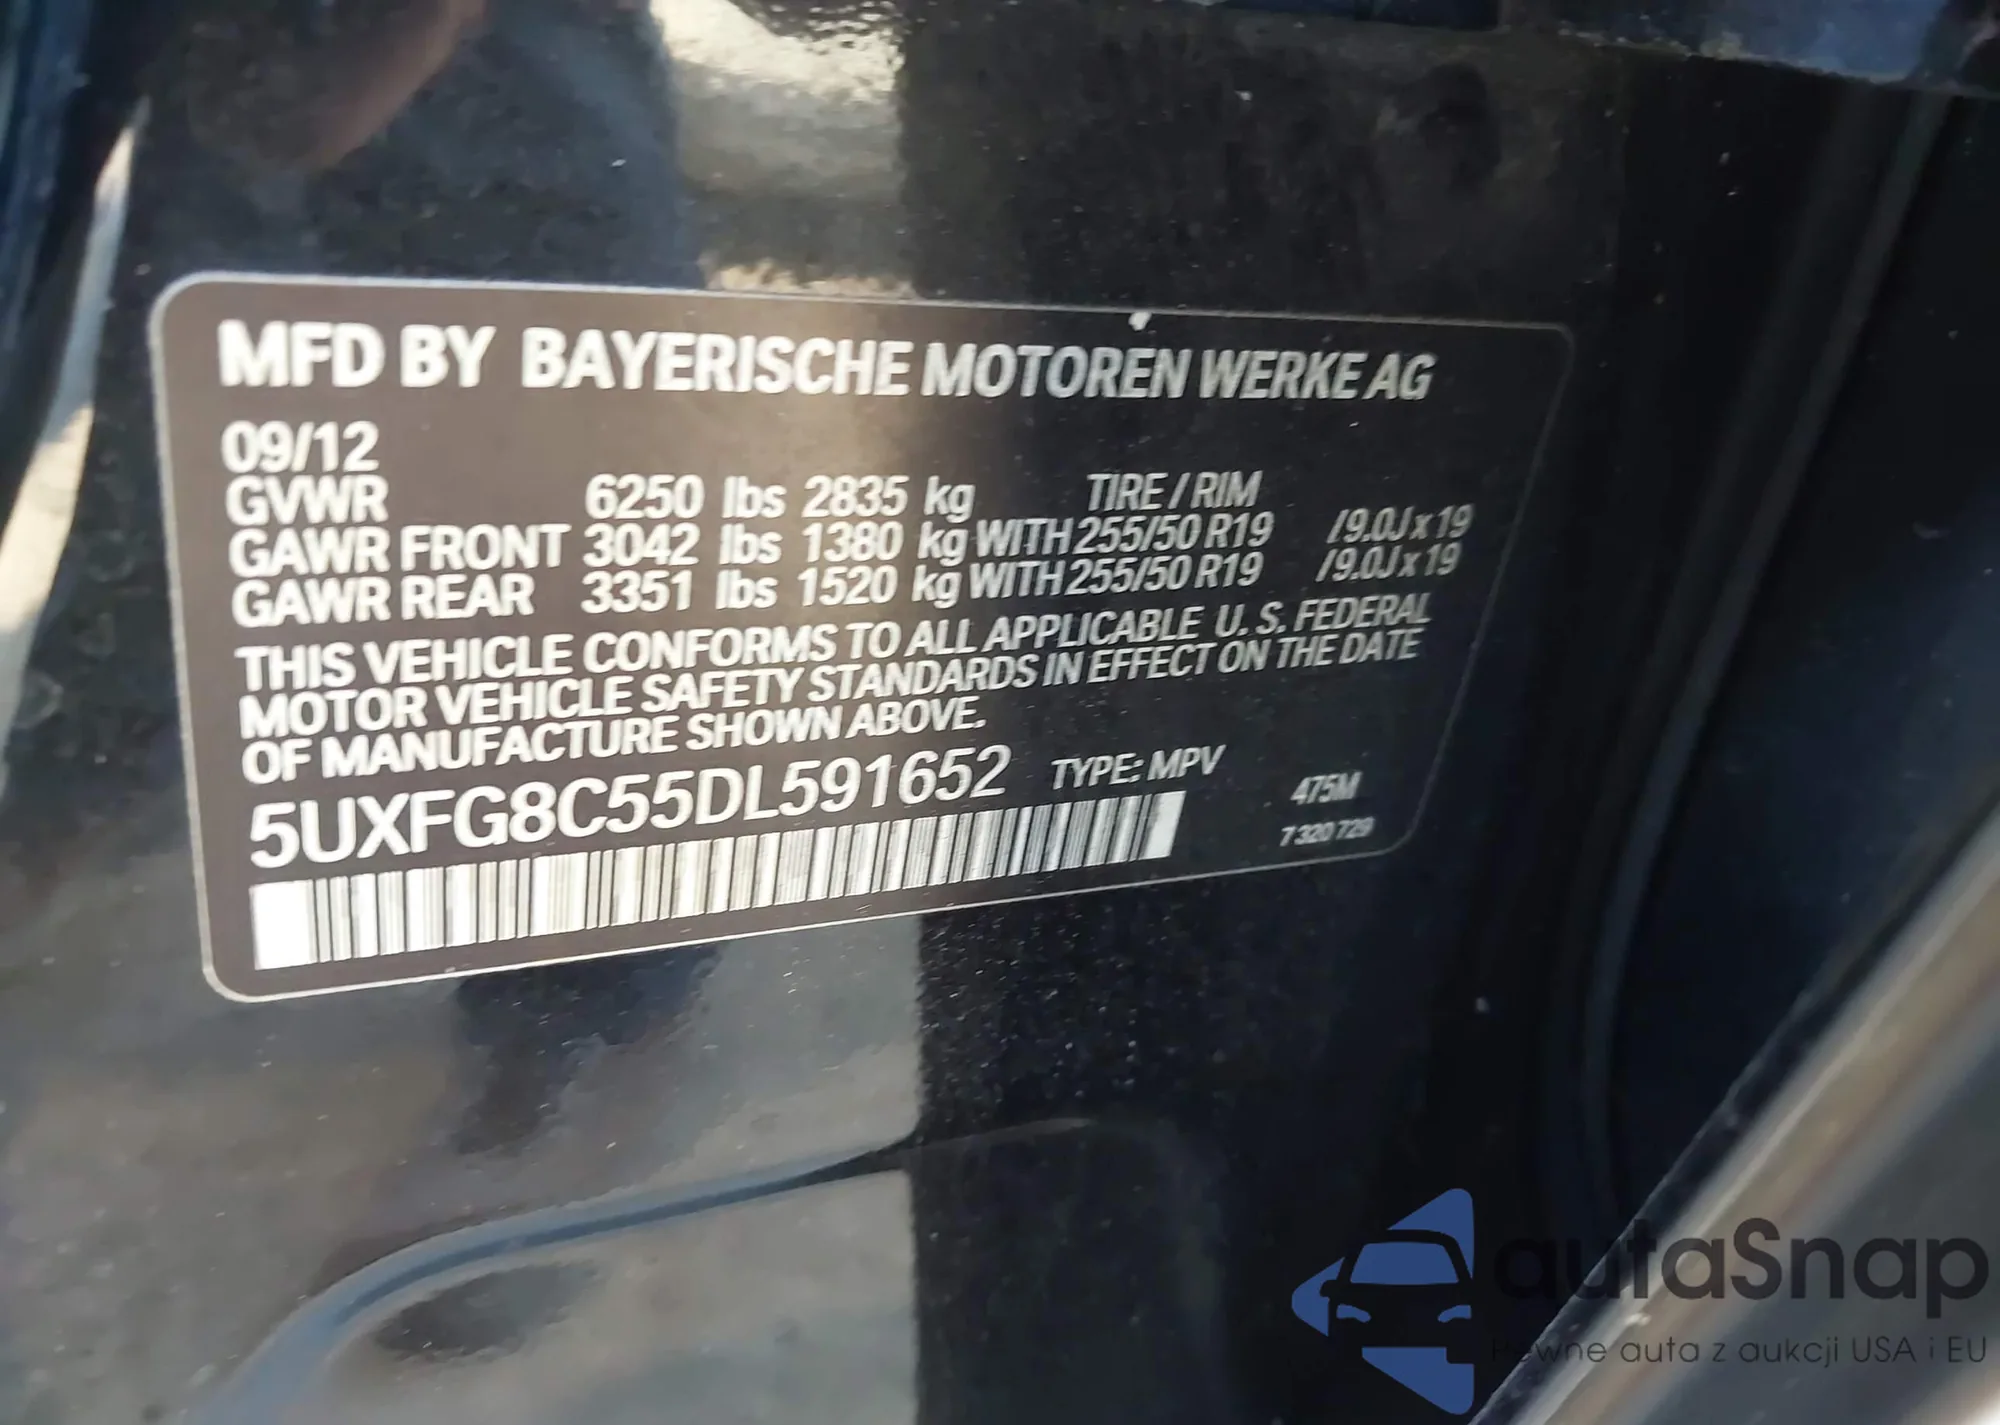 MFD BY BAYERISCHE MOTOREN WERKE AG
09/12
GVWR 6250 lbs 2835 kg TIRE / RIM
GAWR FRONT 3042 lbs 1380 kg WITH 255/50 R19 / 9.0J x 19
GAWR REAR 3351 lbs 1520 kg WITH 255/50 R19 / 9.0J x 19
THIS VEHICLE CONFORMS TO ALL APPLICABLE U.S. FEDERAL
MOTOR VEHICLE SAFETY STANDARDS IN EFFECT ON THE DATE
OF MANUFACTURE SHOWN ABOVE.
5UXFG8C55DL591652 TYPE: MPV 475M
7 320 729
autaSnap
Pewne auta z aukcji USA i EU